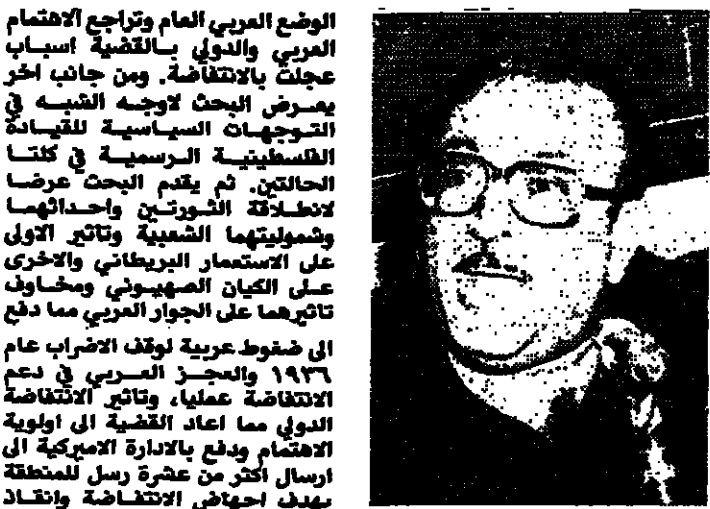 الوضع العربي العام وتراجع الاهتمام
العربي والدولي بالقضية اسباب
عجلت بالانتفاضة. ومن جانب اخر
يعرض البحث لاوجه الشبه في
التوجهات السياسية للقيادة
الفلسطينية الرسمية في كلتا
الحالتين. ثم يقدم البحث عرضا
لانطلاقة الثورتين واحداثهما
وشموليتهما الشعبية وتاثير الاولى
على الاستعمار البريطاني والاخرى
على الكيان الصهيوني ومخاوف
تاثيرهما على الجوار العربي مما دفع
الى ضغوط عربية لوقف الاضراب عام
١٩٣٦ والعجز العربي في دعم
الانتفاضة عمليا، وتاثير الانتفاضة
الدولي مما اعاد القضية الى اولوية
الاهتمام ودفع بالادارة الاميركية الى
ارسال اكثر من عشرة رسل للمنطقة
بهدف اجهاض الانتفاضة وانقاذ